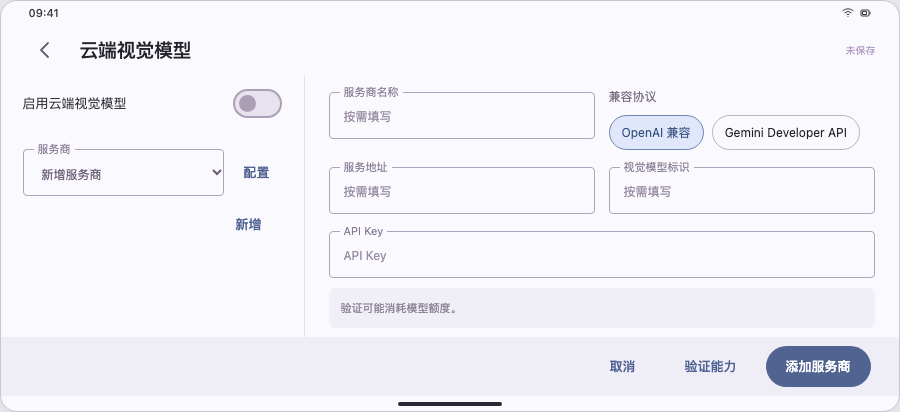 09:41
云端视觉模型
未保存
启用云端视觉模型
服务商
新增服务商
配置
新增
服务商名称
按需填写
兼容协议
OpenAI 兼容
Gemini Developer API
服务地址
按需填写
视觉模型标识
按需填写
API Key
API Key
验证可能消耗模型额度。
取消
验证能力
添加服务商